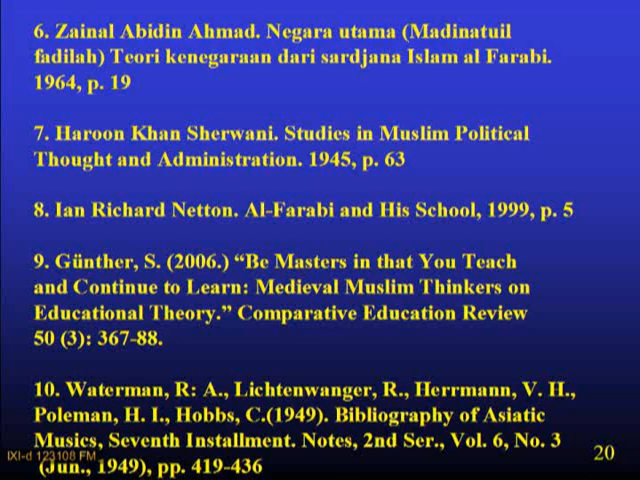 6. Zainal Abidin Ahmad. Negara utama (Madinatuil
fadilah) Teori kenegaraan dari sardjana Islam al Farabi.
1964, p. 19
7. Haroon Khan Sherwani. Studies in Muslim Political
Thought and Administration. 1945, p. 63
8. Ian Richard Netton. Al-Farabi and His School, 1999, p. 5
9. Günther, S. (2006.) “Be Masters in that You Teach
and Continue to Learn: Medieval Muslim Thinkers on
Educational Theory.” Comparative Education Review
50 (3): 367-88.
10. Waterman, R: A., Lichtenwanger, R., Herrmann, V. H.,
Poleman, H. I., Hobbs, C.(1949). Bibliography of Asiatic
Musics, Seventh Installment. Notes, 2nd Ser., Vol. 6, No. 3
(Jun., 1949), pp. 419-436
IXI-d 123108 FM
20